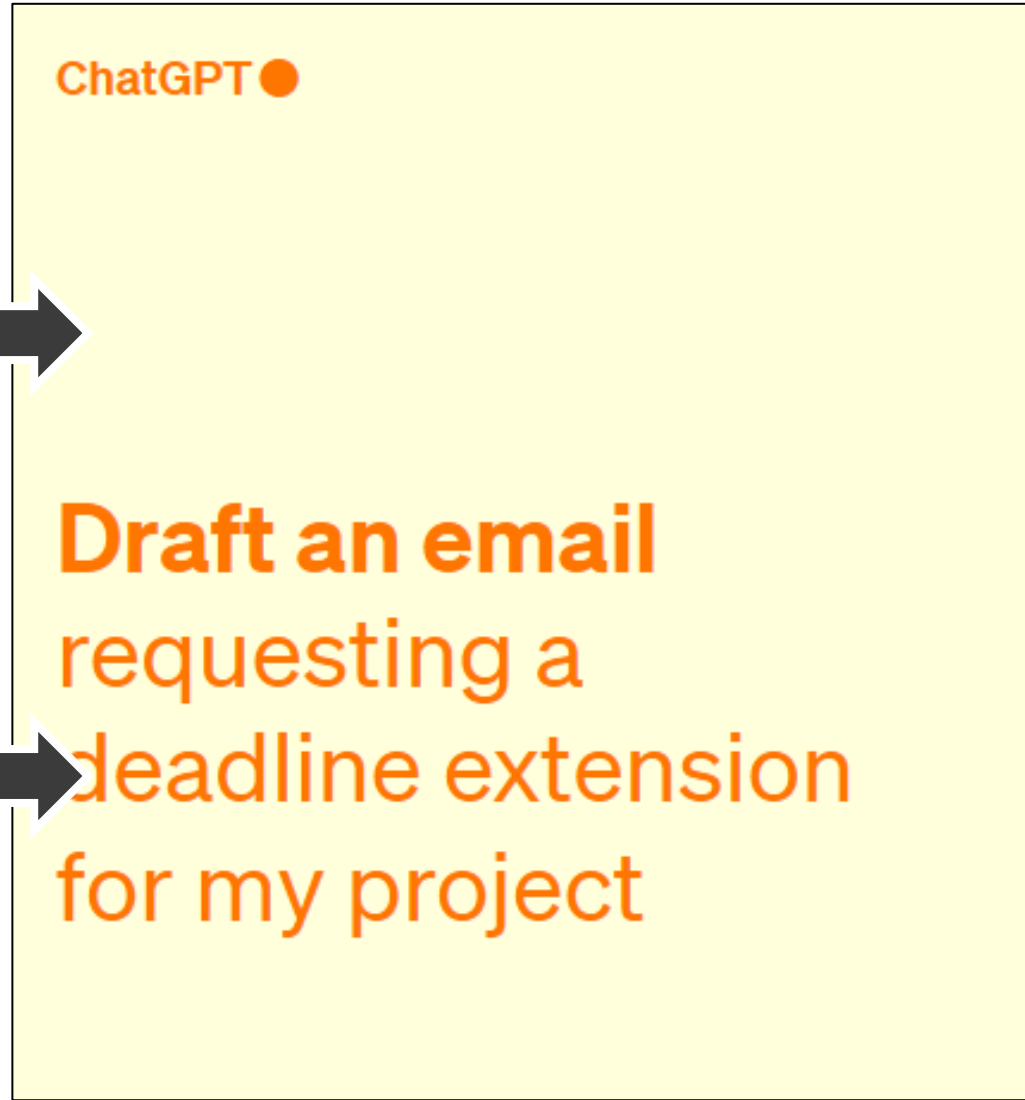 ChatGPT
Draft an email
requesting a
deadline extension
for my project